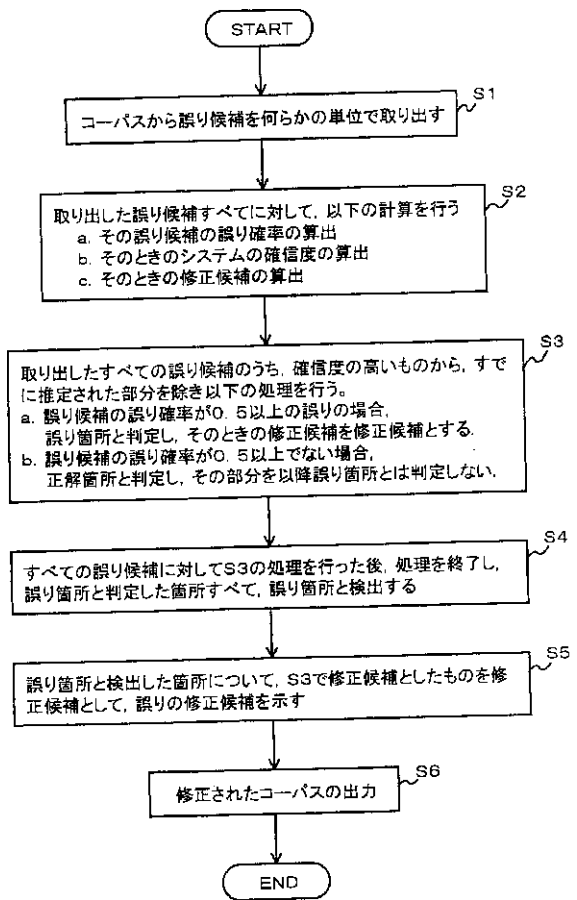 START
S1
コーパスから誤り候補を何らかの単位で取り出す
S2
取り出した誤り候補すべてに対して，以下の計算を行う
a．その誤り候補の誤り確率の算出
b．そのときのシステムの確信度の算出
c．そのときの修正候補の算出
S3
取り出したすべての誤り候補のうち，確信度の高いものから，すで
に推定された部分を除き以下の処理を行う。
a．誤り候補の誤り確率が０．５以上の誤りの場合，
誤り箇所と判定し，そのときの修正候補を修正候補とする．
b．誤り候補の誤り確率が０．５以上でない場合，
正解箇所と判定し，その部分を以降誤り箇所とは判定しない．
S4
すべての誤り候補に対してS3の処理を行った後，処理を終了し，
誤り箇所と判定した箇所すべて，誤り箇所と検出する
S5
誤り箇所と検出した箇所について，S3で修正候補としたものを修
正候補として，誤りの修正候補を示す
S6
修正されたコーパスの出力
END